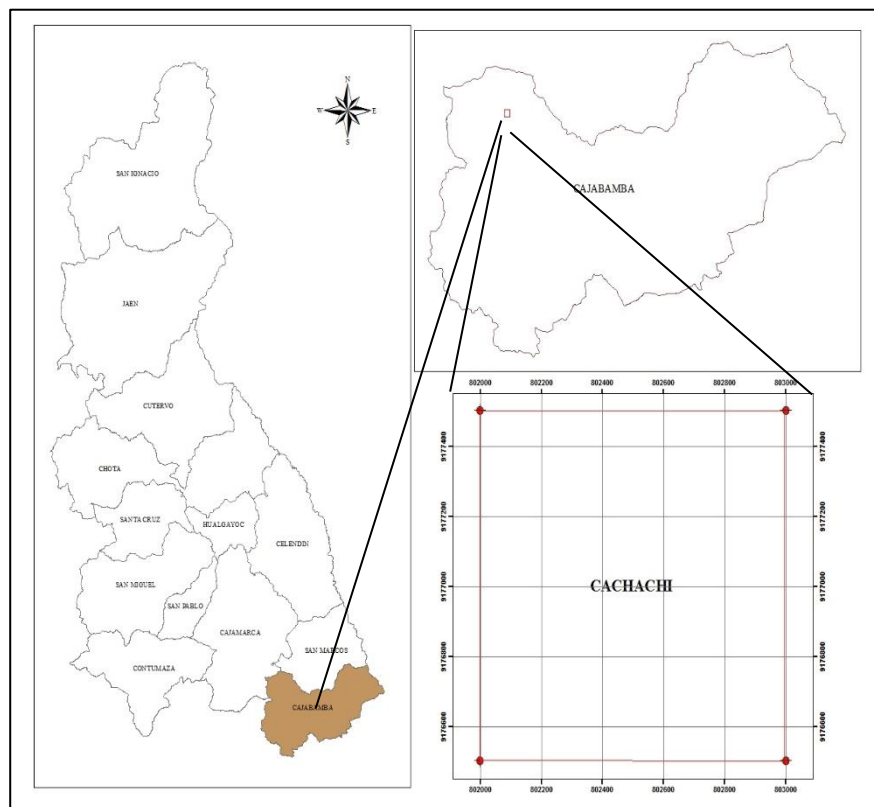 N
W E
S
SAN IGNACIO
JAEN
CUTERVO
CHOTA
SANTA CRUZ
HUALGAYOC
CELENDIN
SAN MIGUEL
SAN PABLO
CAJAMARCA
SAN MARCOS
CONTUMAZA
CAJABAMBA
CAJABAMBA
802000 802200 802400 802600 802800 803000
9177400 9177400
9177200 9177200
CACHACHI
9177000 9177000
9176800 9176800
9176600 9176600
802000 802200 802400 802600 802800 803000